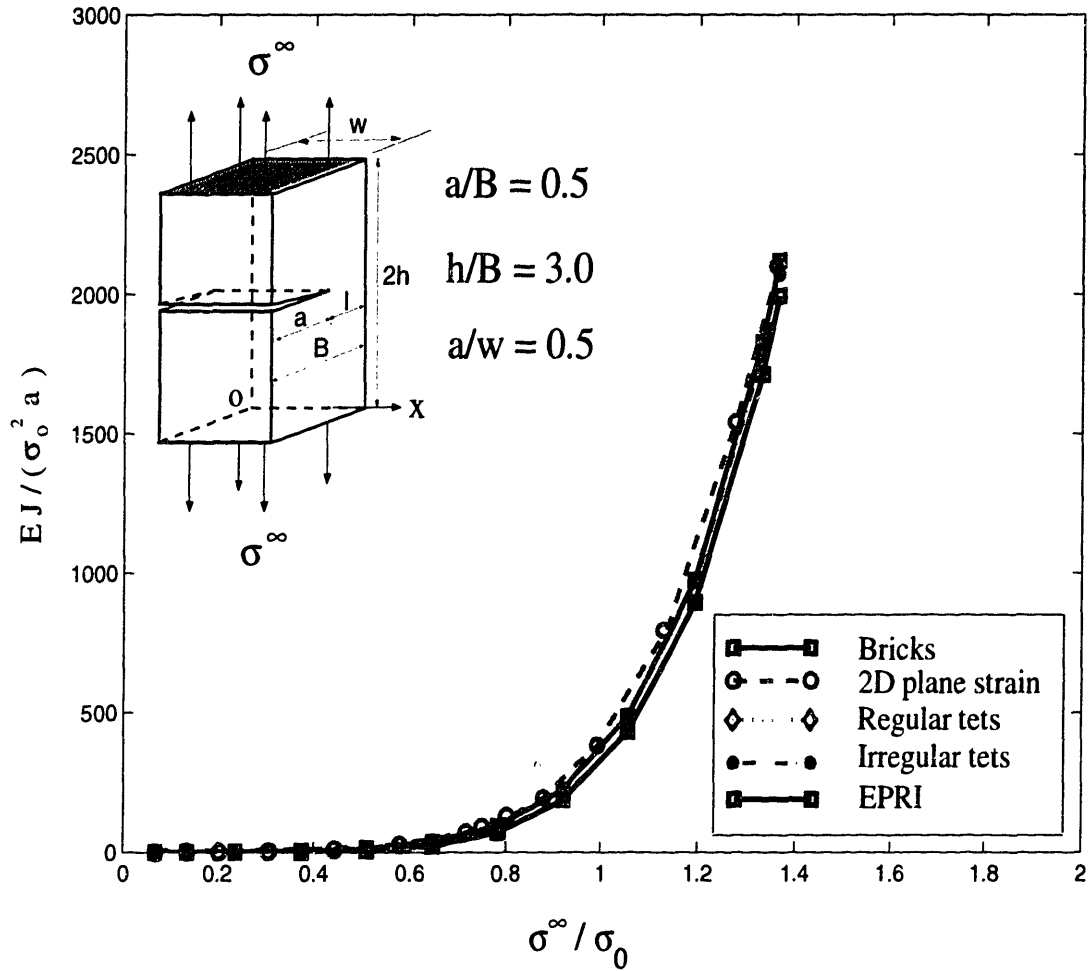 3000
2500
2000
1500
1000
500
0
E J / ( σ₀² a )
σ^∞
w
2h
a
l
B
O
X
σ^∞
a/B = 0.5
h/B = 3.0
a/w = 0.5
Bricks
2D plane strain
Regular tets
Irregular tets
EPRI
0 0.2 0.4 0.6 0.8 1 1.2 1.4 1.6 1.8 2
σ^∞ / σ₀